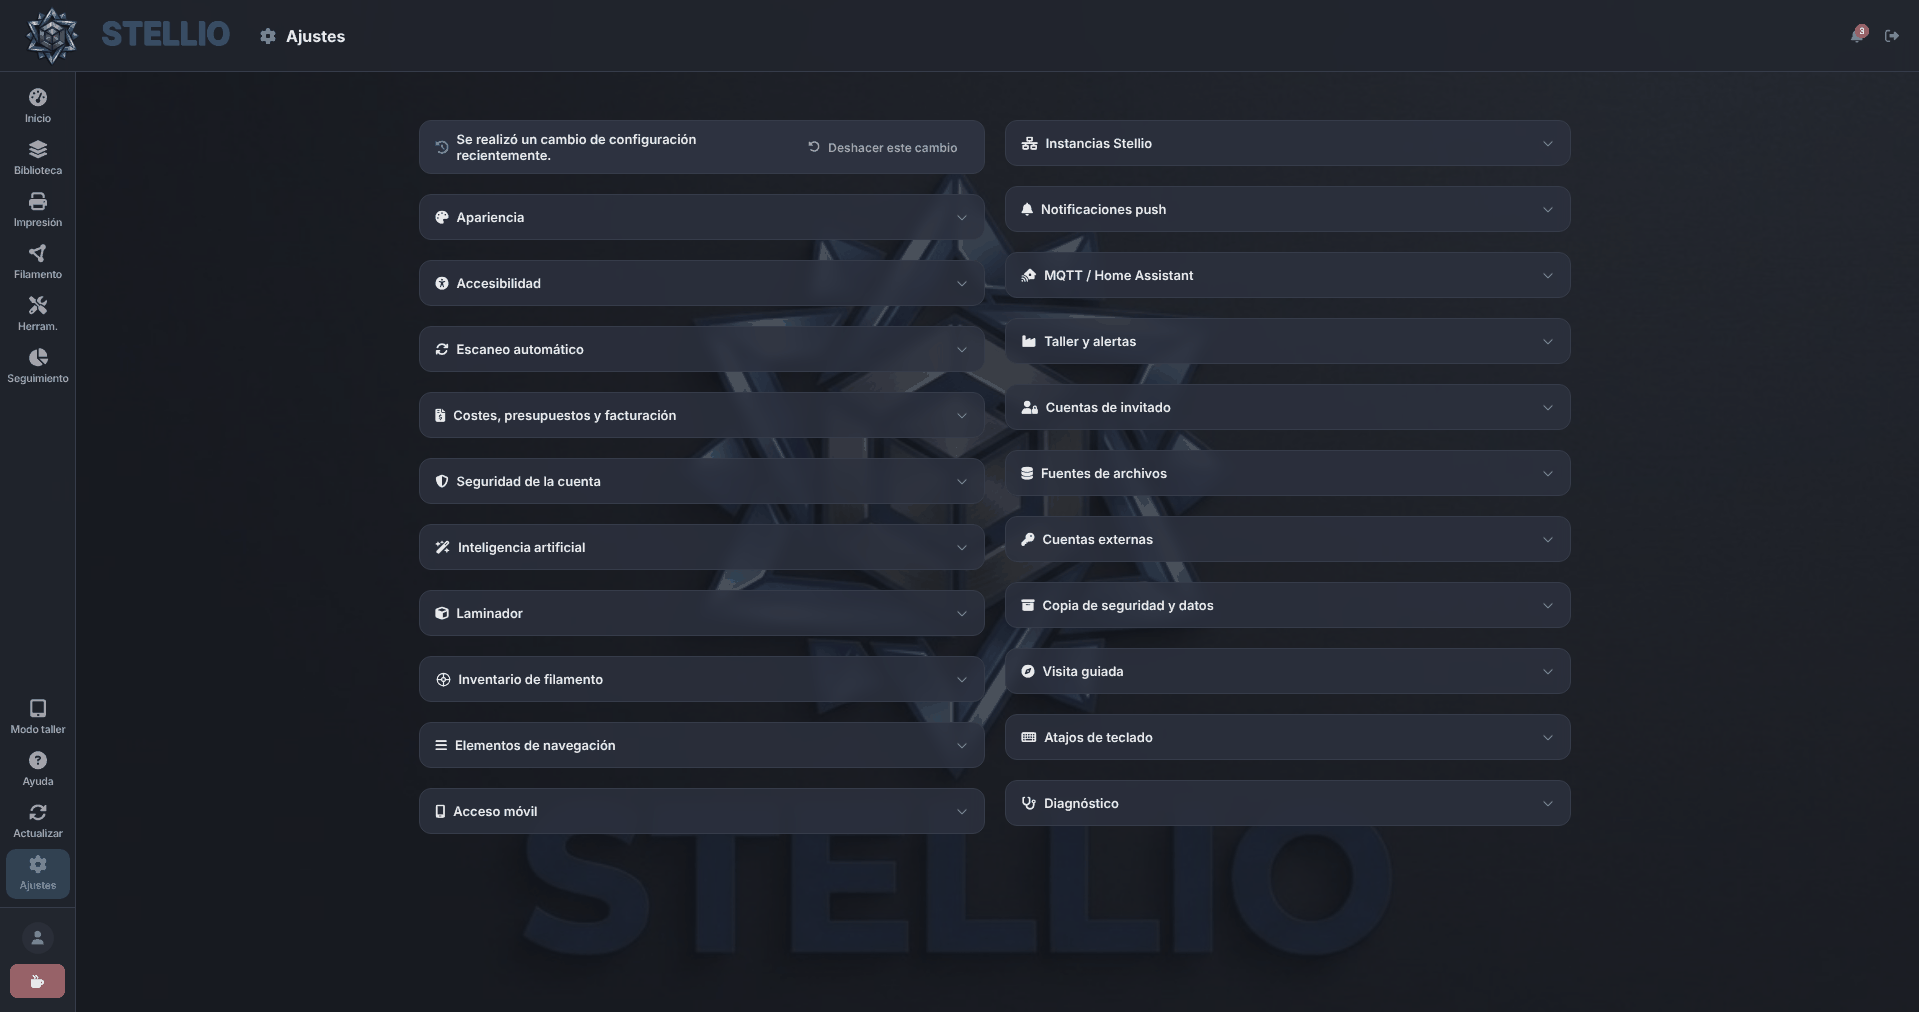 STELLIO
Ajustes
3
Inicio
Biblioteca
Impresión
Filamento
Herram.
Seguimiento
Modo taller
Ayuda
Actualizar
Ajustes
Se realizó un cambio de configuración
recientemente.
Deshacer este cambio
Apariencia
Accesibilidad
Escaneo automático
Costes, presupuestos y facturación
Seguridad de la cuenta
Inteligencia artificial
Laminador
Inventario de filamento
Elementos de navegación
Acceso móvil
Instancias Stellio
Notificaciones push
MQTT / Home Assistant
Taller y alertas
Cuentas de invitado
Fuentes de archivos
Cuentas externas
Copia de seguridad y datos
Visita guiada
Atajos de teclado
Diagnóstico
STELLIO